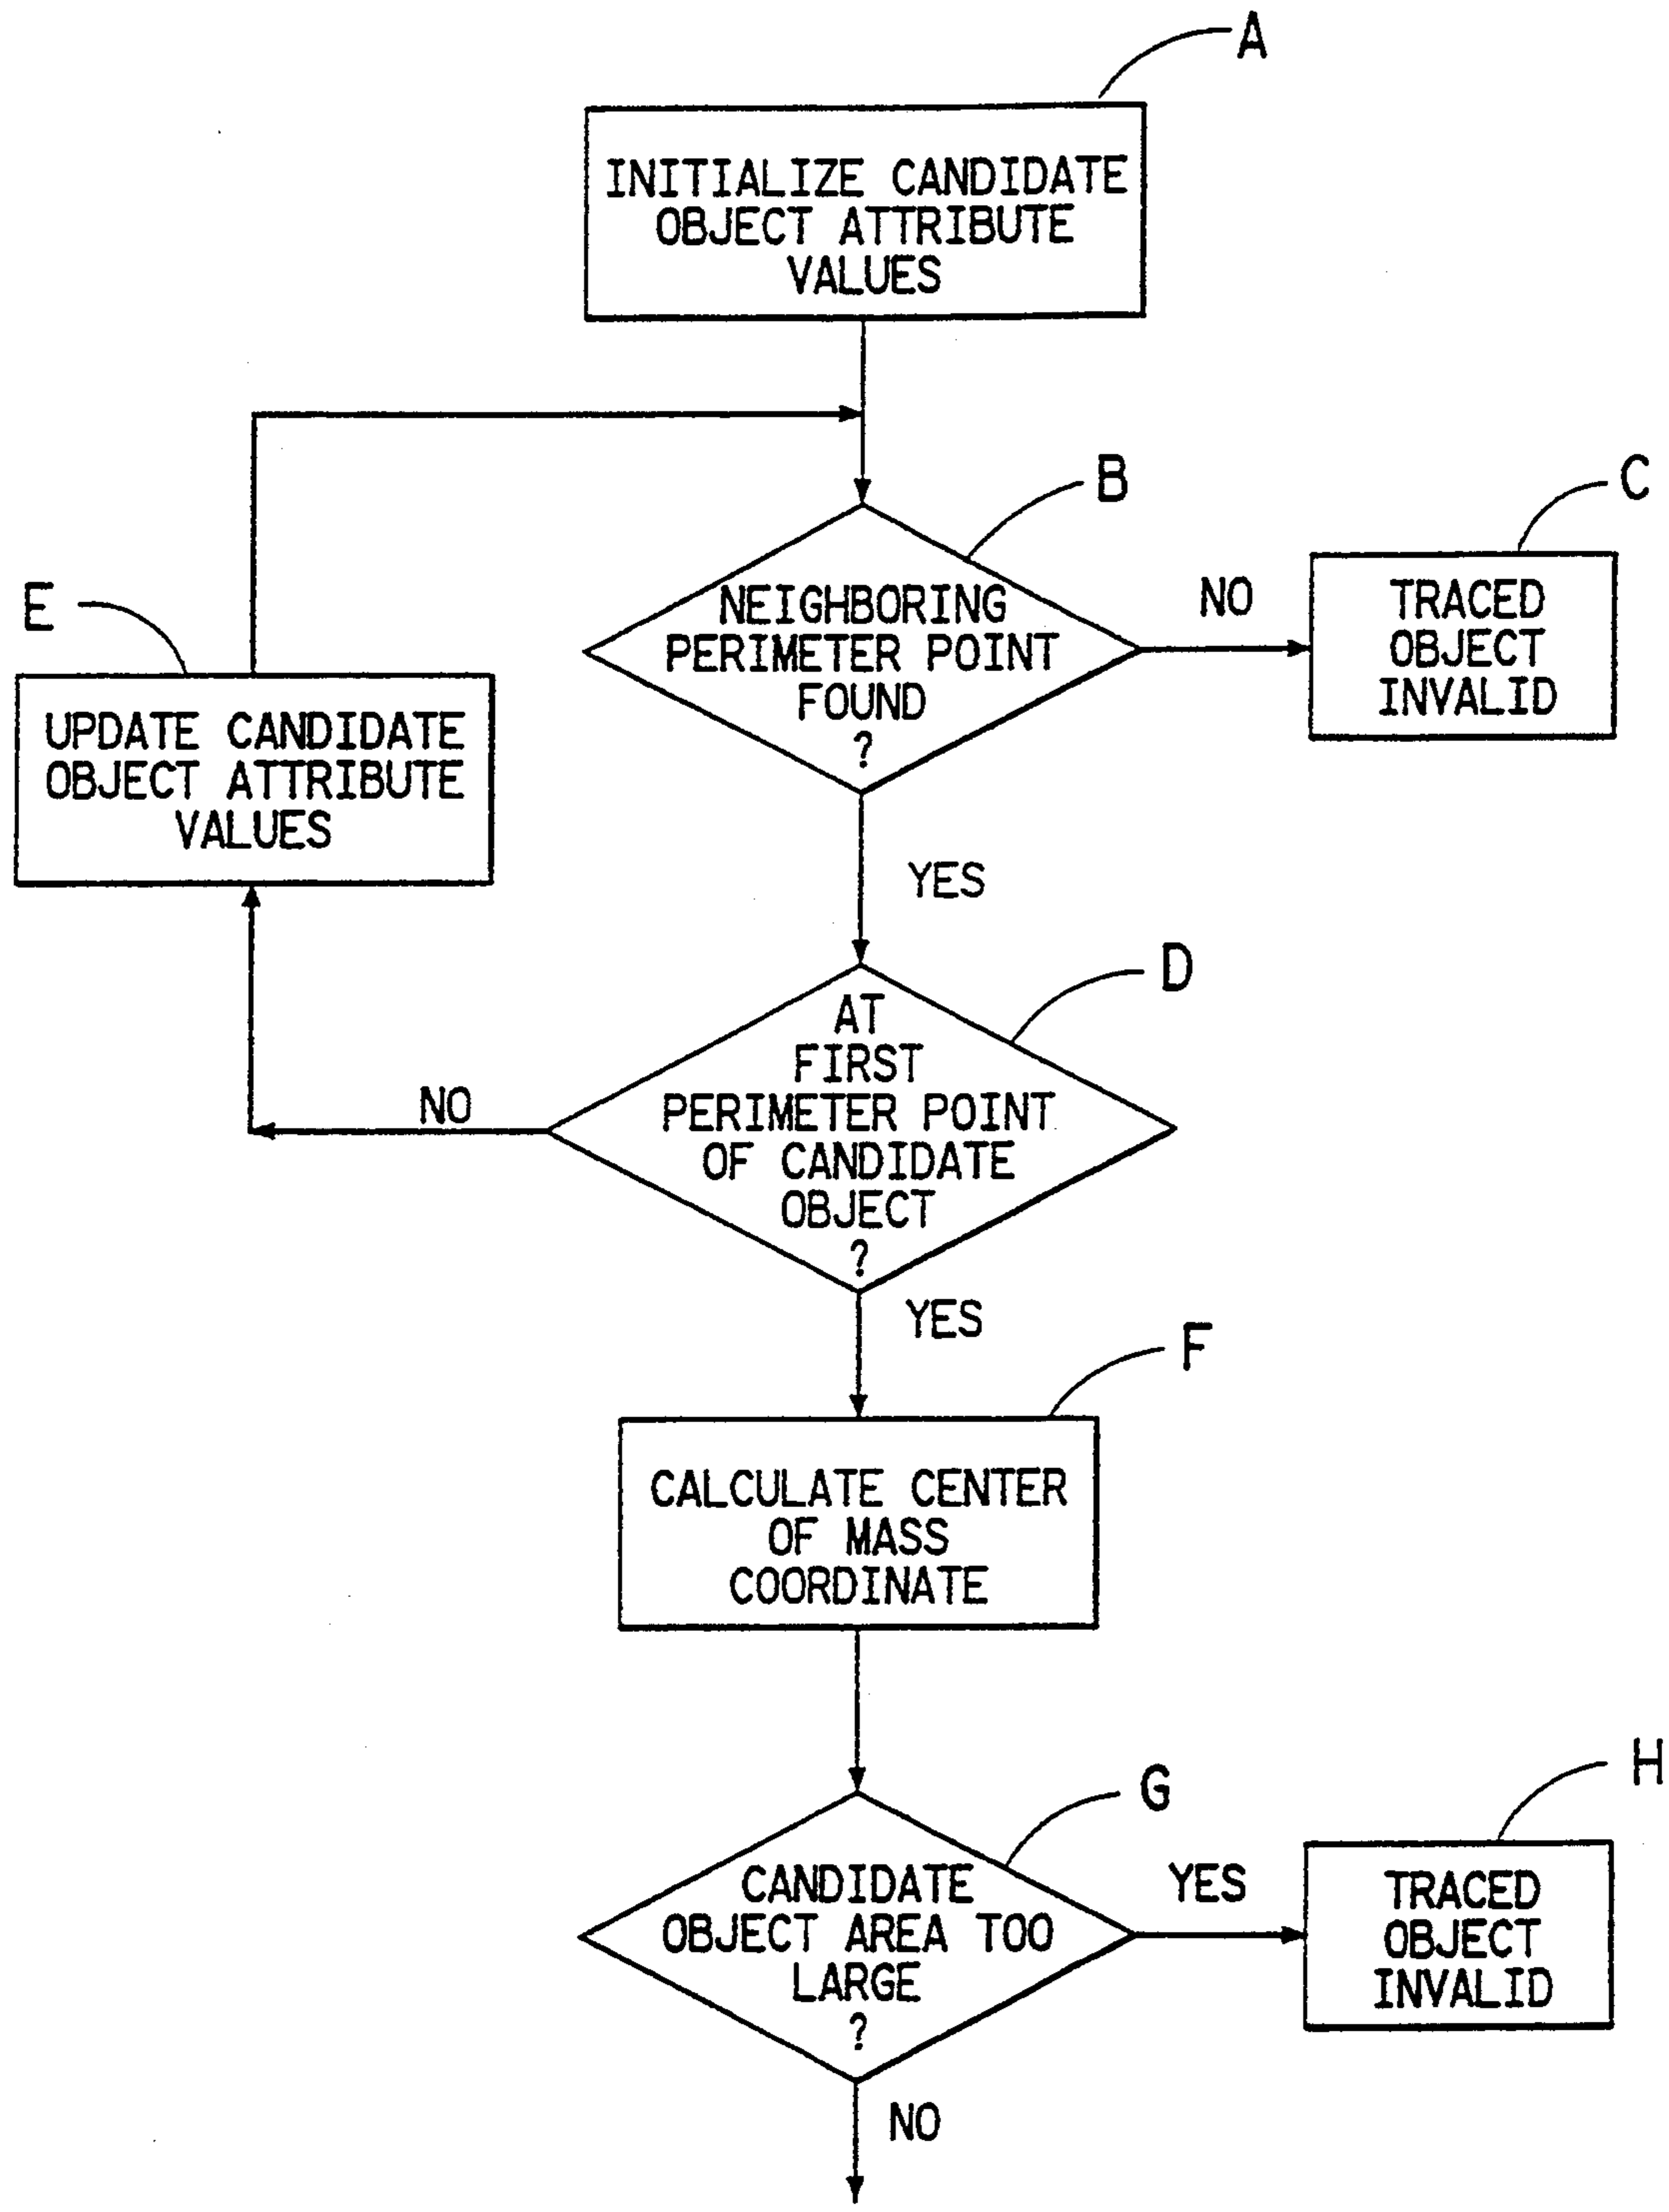 A
INITIALIZE CANDIDATE
OBJECT ATTRIBUTE
VALUES
B
C
NEIGHBORING
PERIMETER POINT
FOUND
?
NO
TRACED
OBJECT
INVALID
E
UPDATE CANDIDATE
OBJECT ATTRIBUTE
VALUES
YES
D
AT
FIRST
PERIMETER POINT
OF CANDIDATE
OBJECT
?
NO
YES
F
CALCULATE CENTER
OF MASS
COORDINATE
G
H
CANDIDATE
OBJECT AREA TOO
LARGE
?
YES
TRACED
OBJECT
INVALID
NO